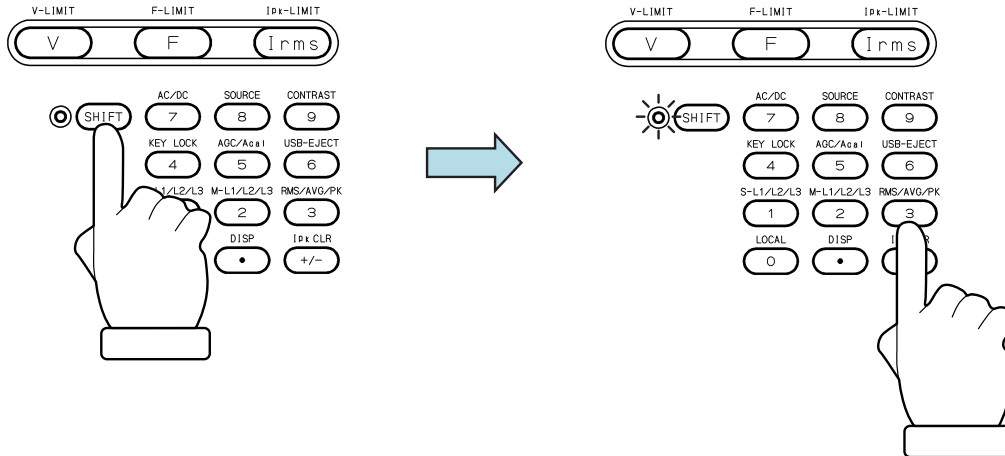 V-LIMIT F-LIMIT Ipk-LIMIT
V F Irms
AC/DC SOURCE CONTRAST
SHIFT 7 8 9
KEY LOCK AGC/Acal USB-EJECT
4 5 6
L1/L2/L3 M-L1/L2/L3 RMS/AVG/PK
2 3
DISP Ipk CLR
• +/−
V-LIMIT F-LIMIT Ipk-LIMIT
V F Irms
AC/DC SOURCE CONTRAST
SHIFT 7 8 9
KEY LOCK AGC/Acal USB-EJECT
4 5 6
S-L1/L2/L3 M-L1/L2/L3 RMS/AVG/PK
1 2 3
LOCAL DISP
0 •